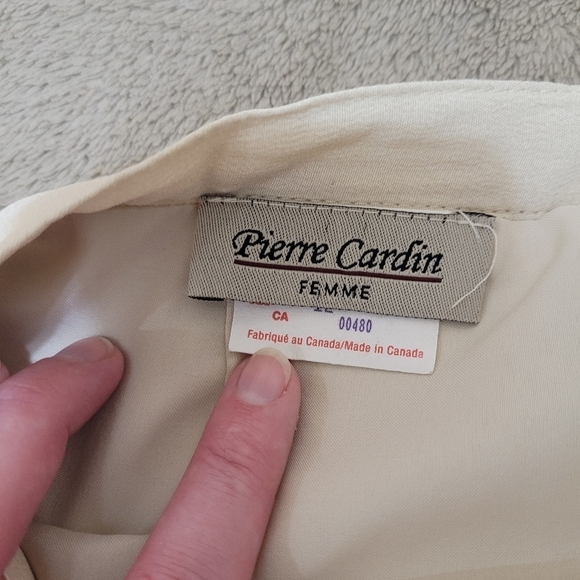 Pierre Cardin
FEMME
CA 00480
Fabriqué au Canada/Made in Canada